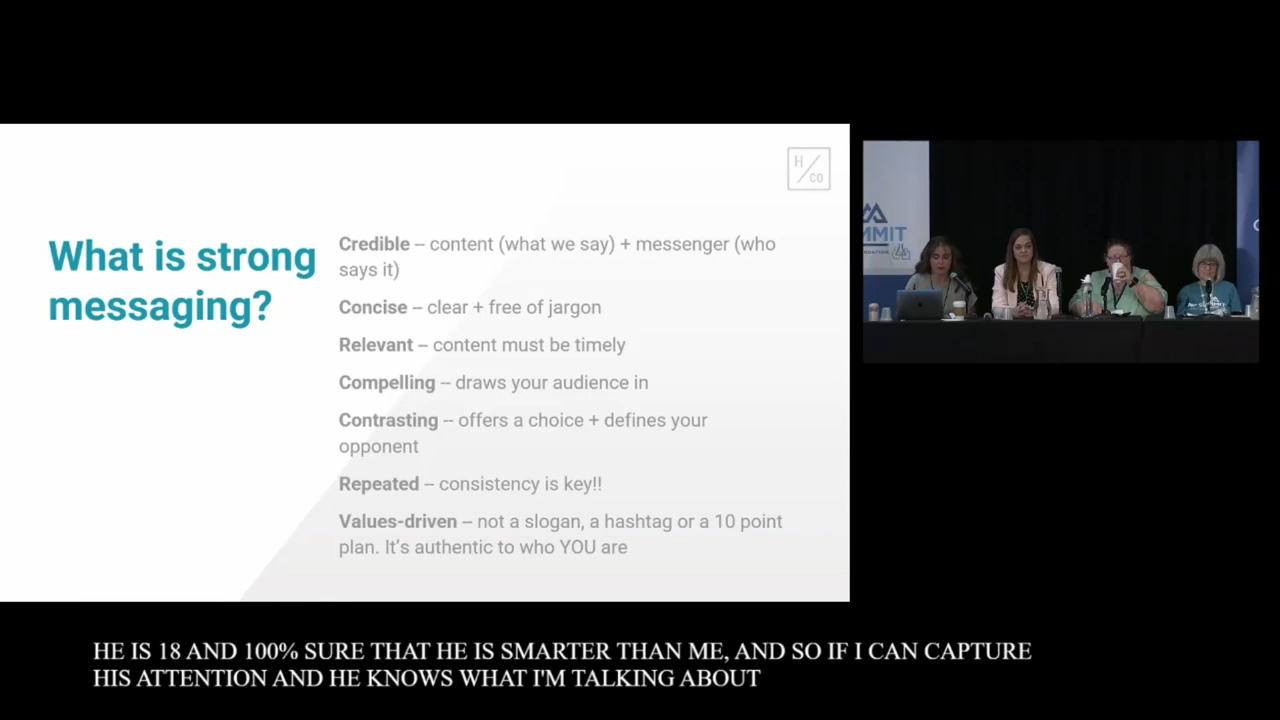 H
CO
What is strong
messaging?
Credible – content (what we say) + messenger (who
says it)
Concise – clear + free of jargon
Relevant – content must be timely
Compelling – draws your audience in
Contrasting -- offers a choice + defines your
opponent
Repeated – consistency is key!!
Values-driven – not a slogan, a hashtag or a 10 point
plan. It's authentic to who YOU are
HE IS 18 AND 100% SURE THAT HE IS SMARTER THAN ME, AND SO IF I CAPTURE
HIS ATTENTION AND HE KNOWS WHAT I'M TALKING ABOUT